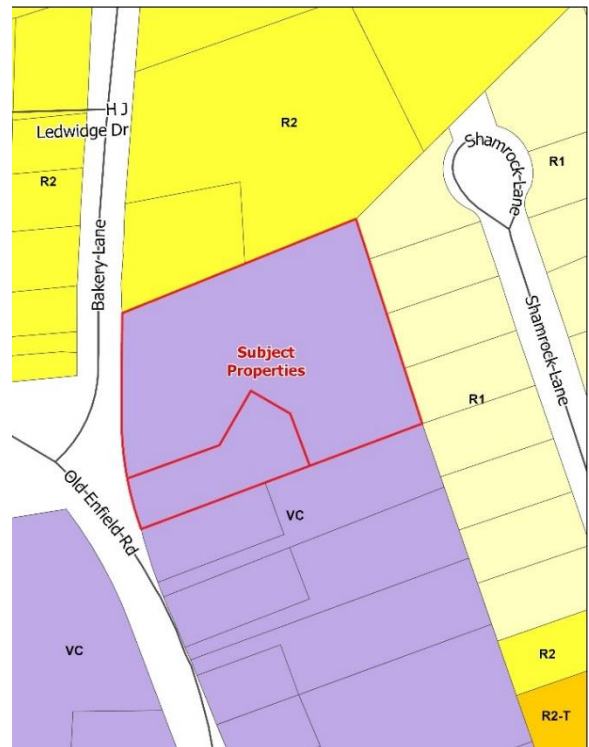 H J
Ledwidge Dr
R2
Shamrock-Lane
R1
R2
Bakery-Lane
Subject
Properties
Shamrock-Lane
R1
Old-Enfield-Rd
VC
VC
R2
R2-T